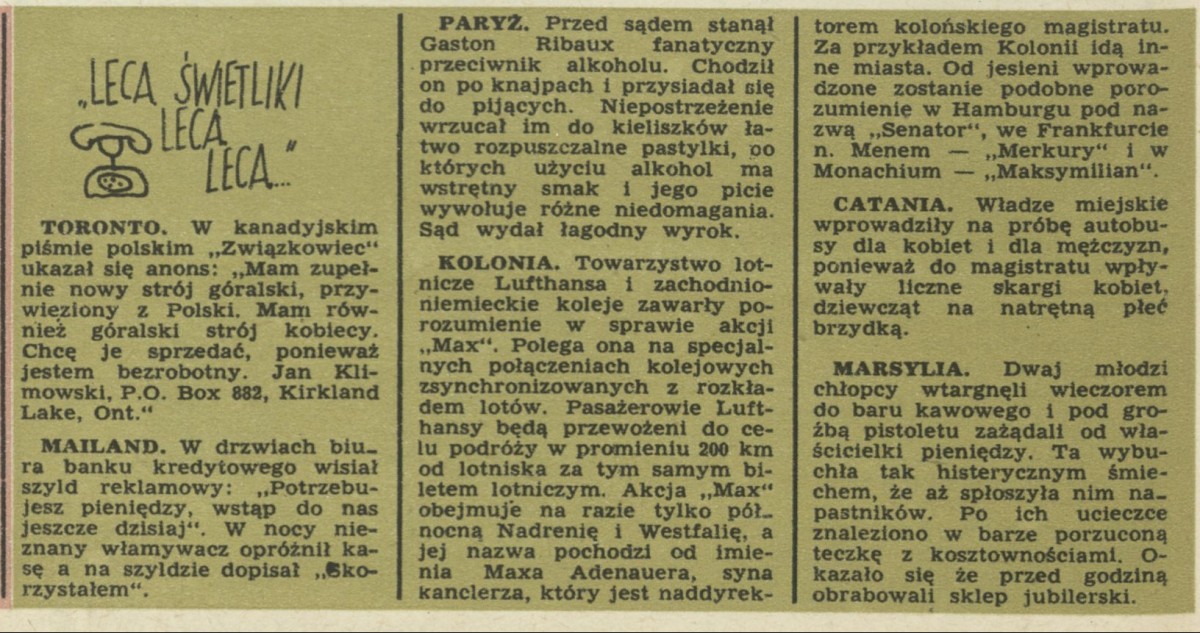 „LECĄ ŚWIETLIKI
LECĄ
LECĄ..."
TORONTO. W kanadyjskim
piśmie polskim „Związkowiec"
ukazał się anons: „Mam zupeł-
nie nowy strój góralski, przy-
wieziony z Polski. Mam rów-
nież góralski strój kobiecy.
Chcę je sprzedać, ponieważ
jestem bezrobotny. Jan Kli-
mowski, P.O. Box 882, Kirkland
Lake, Ont."
MAILAND. W drzwiach biu-
ra banku kredytowego wisiał
szyld reklamowy: „Potrzebu-
jesz pieniędzy, wstąp do nas
jeszcze dzisiaj". W nocy nie-
znany włamywacz opróżnił ka-
sę a na szyldzie dopisał „Sko-
rzystałem".
PARYŻ. Przed sądem stanął
Gaston Ribaux fanatyczny
przeciwnik alkoholu. Chodził
on po knajpach i przysiadał się
do pijących. Niepostrzeżenie
wrzucał im do kieliszków ła-
two rozpuszczalne pastylki, po
których użyciu alkohol ma
wstrętny smak i jego picie
wywołuje różne niedomagania.
Sąd wydał łagodny wyrok.
KOLONIA. Towarzystwo lot-
nicze Lufthansa i zachodnio-
niemieckie koleje zawarły po-
rozumienie w sprawie akcji
„Max". Polega ona na specjal-
nych połączeniach kolejowych
zsynchronizowanych z rozkła-
dem lotów. Pasażerowie Luft-
hansy będą przewożeni do ce-
lu podróży w promieniu 200 km
od lotniska za tym samym bi-
letem lotniczym. Akcja „Max"
obejmuje na razie tylko pół-
nocną Nadrenię i Westfalię, a
jej nazwa pochodzi od imie-
nia Maxa Adenauera, syna
kanclerza, który jest naddyrek-
torem kolońskiego magistratu.
Za przykładem Kolonii idą in-
ne miasta. Od jesieni wprowa-
dzone zostanie podobne poro-
zumienie w Hamburgu pod na-
zwą „Senator", we Frankfurcie
n. Menem — „Merkury" i w
Monachium — „Maksymilian".
CATANIA. Władze miejskie
wprowadziły na próbę autobu-
sy dla kobiet i dla mężczyzn,
ponieważ do magistratu wpły-
wały liczne skargi kobiet,
dziewcząt na natrętną płeć
brzydką.
MARSYLIA. Dwaj młodzi
chłopcy wtargnęli wieczorem
do baru kawowego i pod gro-
źbą pistoletu zażądali od wła-
ścicielki pieniędzy. Ta wybu-
chła tak histerycznym śmie-
chem, że aż spłoszyła nim na-
pastników. Po ich ucieczce
znaleziono w barze porzuconą
teczkę z kosztownościami. O-
kazało się że przed godziną
obrabowali sklep jubilerski.